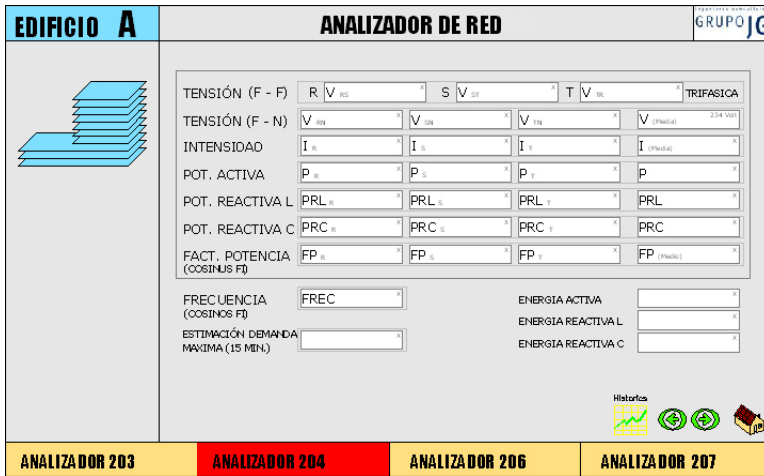 EDIFICIO A
ANALIZADOR DE RED
GRUPO JG
TENSIÓN (F - F) R V RS x S V ST x T V TR x TRIFASICA
TENSIÓN (F - N) V RN x V SN x V TN x V (Media) 234 Volt.
INTENSIDAD I R x I S x I T x I (Media) x
POT. ACTIVA P R x P S x P T x P x
POT. REACTIVA L PRL R x PRL S x PRL T x PRL x
POT. REACTIVA C PRC R x PRC S x PRC T x PRC x
FACT. POTENCIA FP R x FP S x FP T x FP (Medio) x
(COSINUS FI)
FRECUENCIA FREC x
(COSINOS FI)
ESTIMACIÓN DEMANDA
MAXIMA (15 MIN.) x
ENERGIA ACTIVA x
ENERGIA REACTIVA L x
ENERGIA REACTIVA C x
Historicos
ANALIZADOR 203
ANALIZADOR 204
ANALIZADOR 206
ANALIZADOR 207